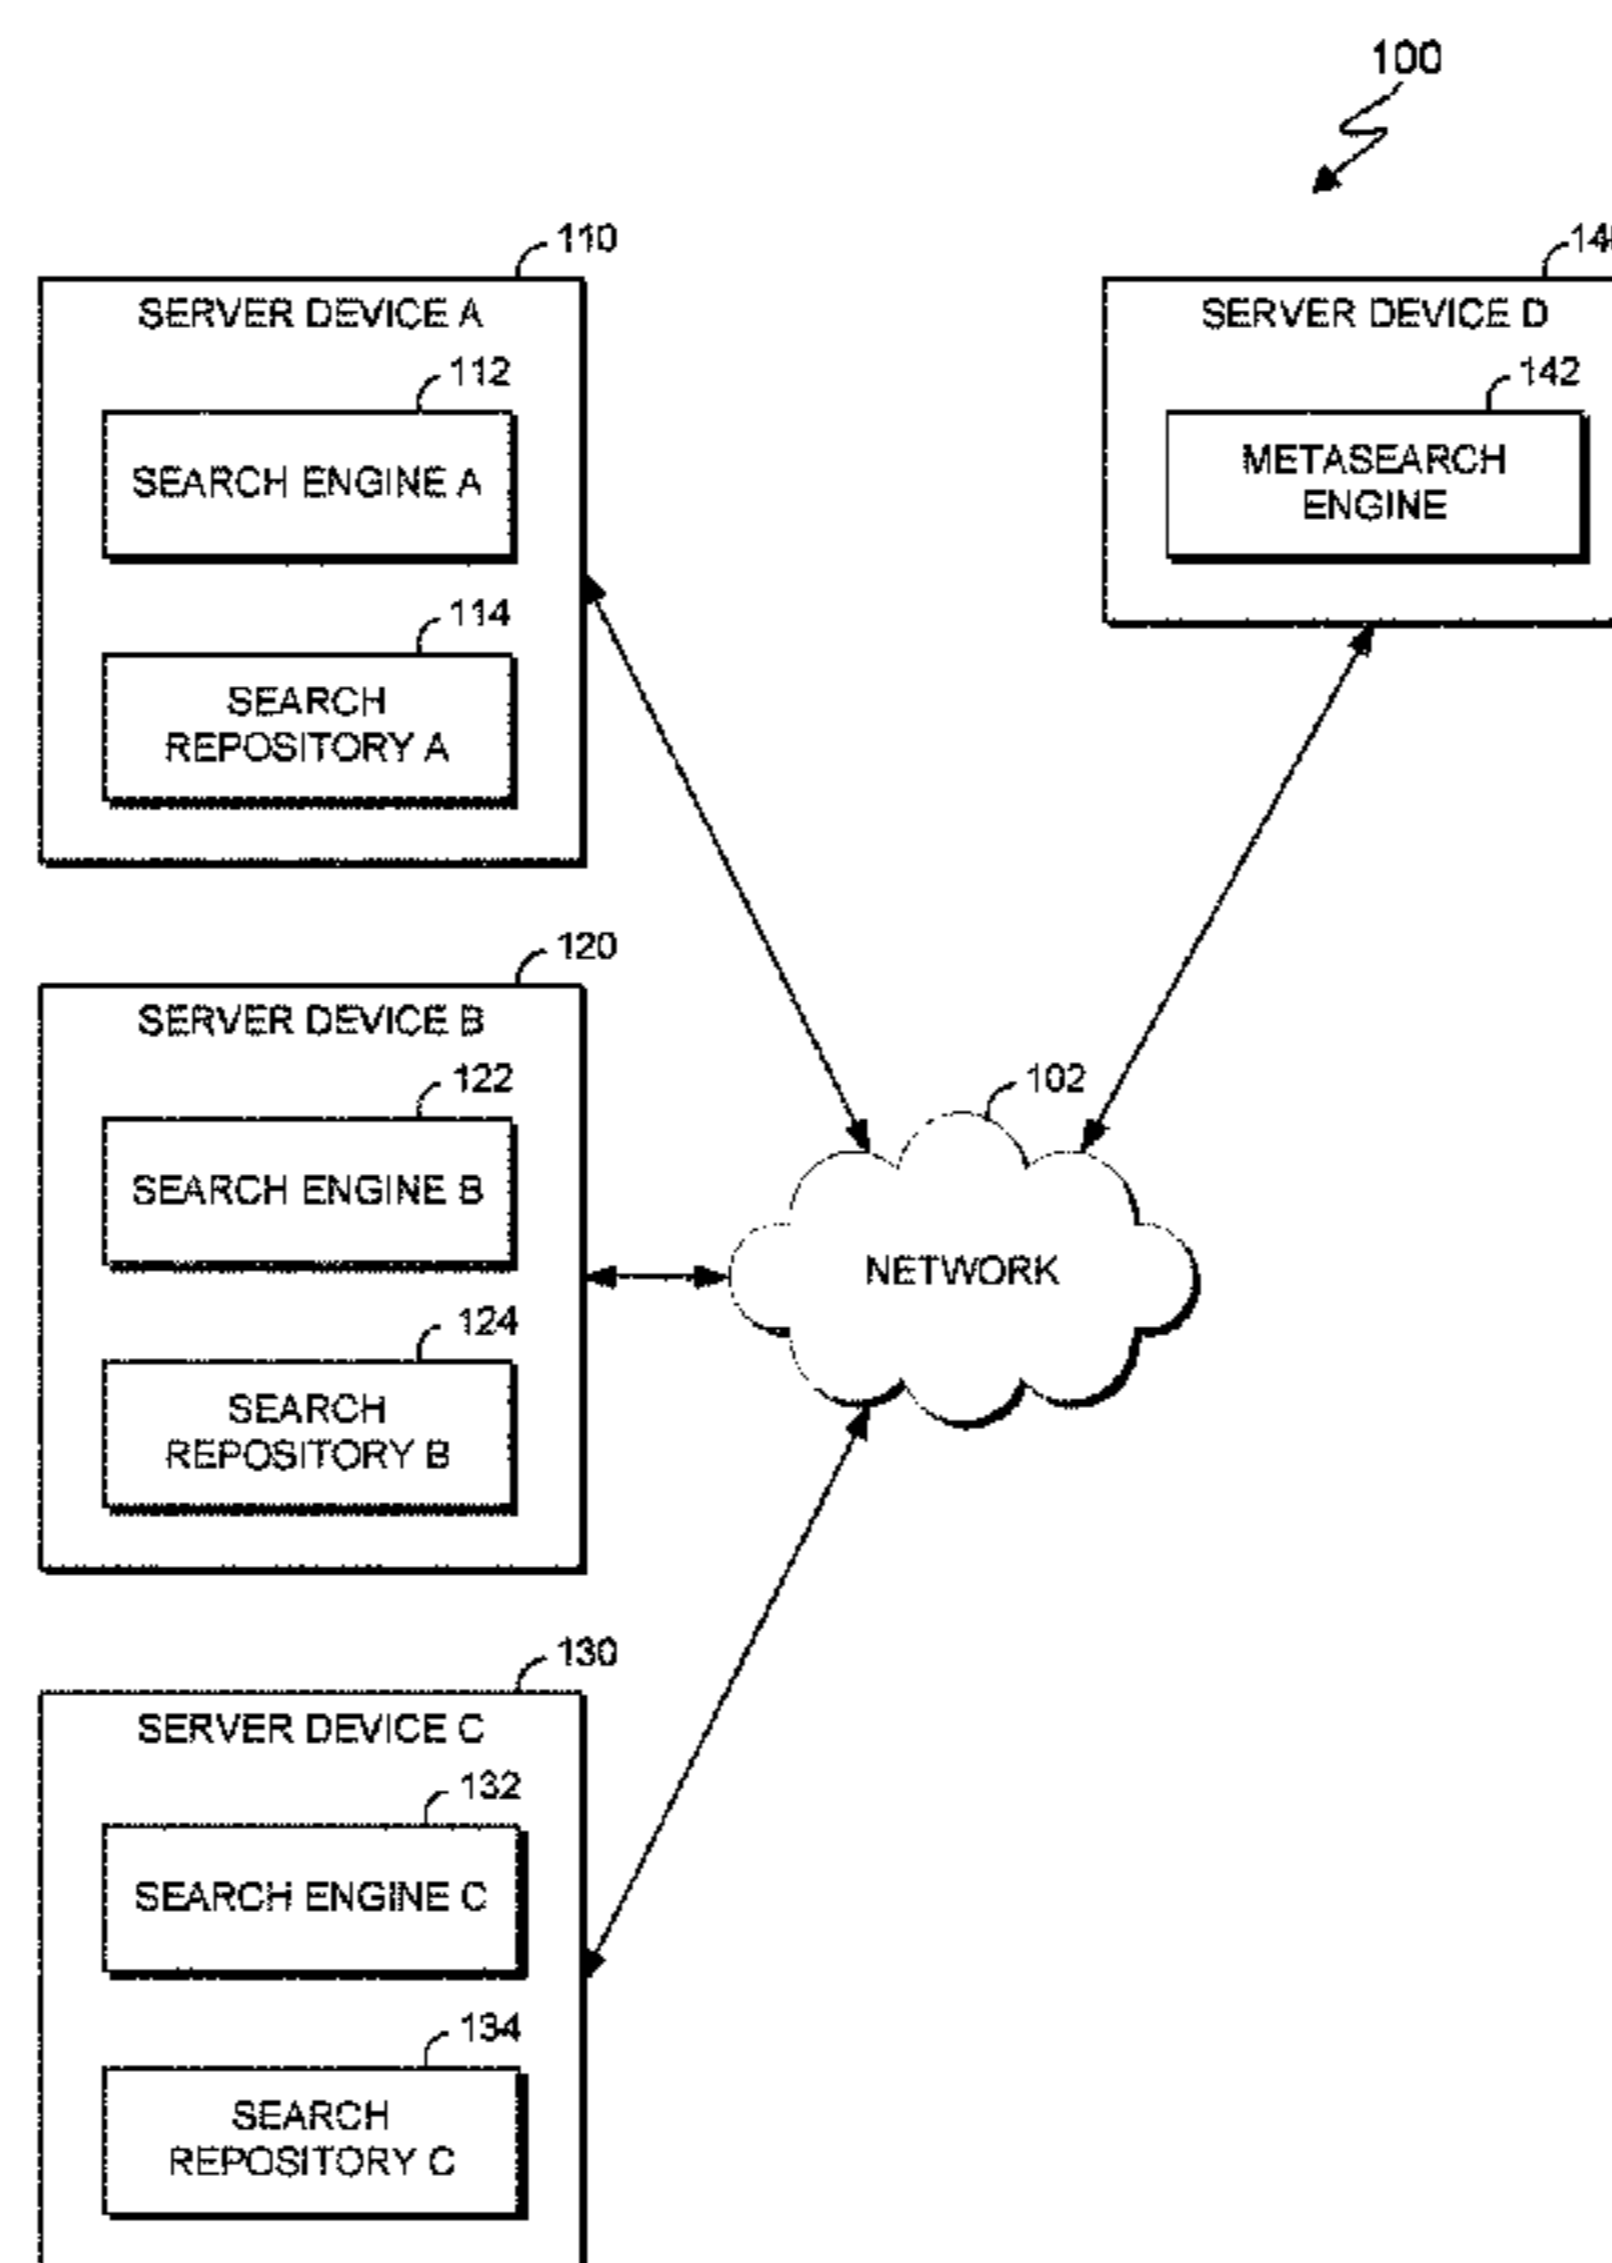 100
110
SERVER DEVICE A
112
SEARCH ENGINE A
114
SEARCH
REPOSITORY A
SERVER DEVICE D
142
METASEARCH
ENGINE
120
SERVER DEVICE B
122
SEARCH ENGINE B
124
SEARCH
REPOSITORY B
102
NETWORK
130
SERVER DEVICE C
132
SEARCH ENGINE C
134
SEARCH
REPOSITORY C